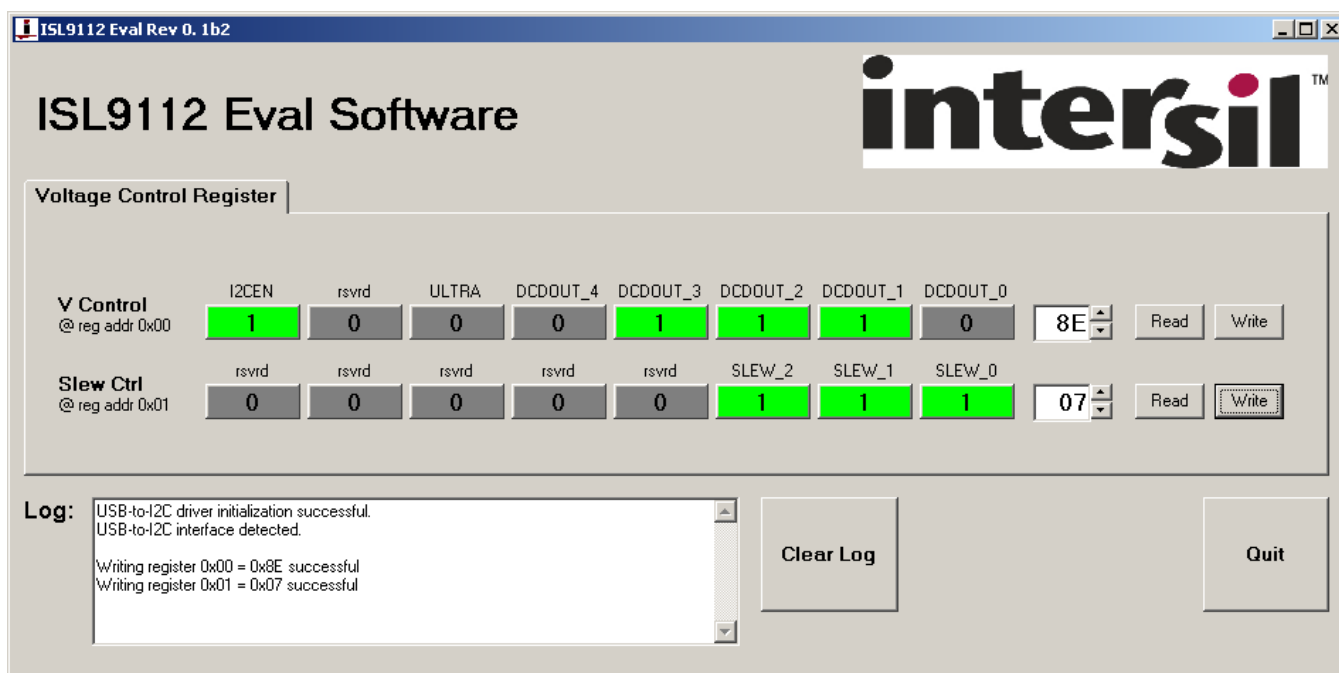 ISL9112 Eval Rev 0. 1b2
ISL9112 Eval Software
intersil™
Voltage Control Register
I2CEN rsvrd ULTRA DCDOUT_4 DCDOUT_3 DCDOUT_2 DCDOUT_1 DCDOUT_0
V Control
@ reg addr 0x00
1 0 0 0 1 1 1 0 8E Read Write
rsvrd rsvrd rsvrd rsvrd rsvrd SLEW_2 SLEW_1 SLEW_0
Slew Ctrl
@ reg addr 0x01
0 0 0 0 0 1 1 1 07 Read Write
Log:
USB-to-I2C driver initialization successful.
USB-to-I2C interface detected.
Writing register 0x00 = 0x8E successful
Writing register 0x01 = 0x07 successful
Clear Log
Quit